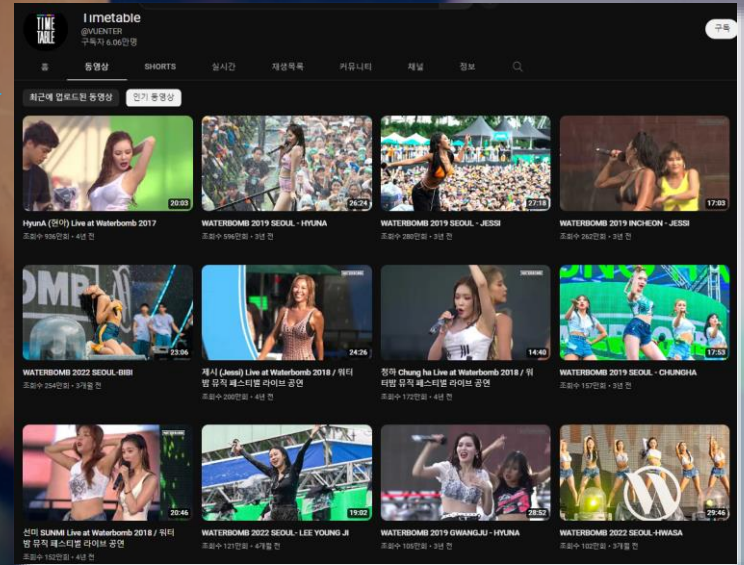 TIME
TABLE
Timetable
@VUENTER
구독자 6.06만명
구독
홈
동영상
SHORTS
실시간
재생목록
커뮤니티
채널
정보
최근에 업로드된 동영상
인기 동영상
20:03
26:24
27:18
17:03
HyunA (현아) Live at Waterbomb 2017
조회수 936만회 • 4년 전
WATERBOMB 2019 SEOUL - HYUNA
조회수 596만회 • 3년 전
WATERBOMB 2019 SEOUL - JESSI
조회수 280만회 • 3년 전
WATERBOMB 2019 INCHEON - JESSI
조회수 262만회 • 3년 전
23:06
24:26
14:40
17:53
WATERBOMB 2022 SEOUL-BIBI
조회수 254만회 • 3개월 전
제시 (Jessi) Live at Waterbomb 2018 / 워터
밤 뮤직 페스티벌 라이브 공연
조회수 200만회 • 4년 전
청하 Chung ha Live at Waterbomb 2018 / 워
터밤 뮤직 페스티벌 라이브 공연
조회수 172만회 • 4년 전
WATERBOMB 2019 SEOUL - CHUNGHA
조회수 157만회 • 3년 전
20:46
19:02
28:52
29:46
선미 SUNMI Live at Waterbomb 2018 / 워터
밤 뮤직 페스티벌 라이브 공연
조회수 152만회 • 4년 전
WATERBOMB 2022 SEOUL- LEE YOUNG JI
조회수 121만회 • 4개월 전
WATERBOMB 2019 GWANGJU - HYUNA
조회수 105만회 • 3년 전
WATERBOMB 2022 SEOUL-HWASA
조회수 102만회 • 3개월 전